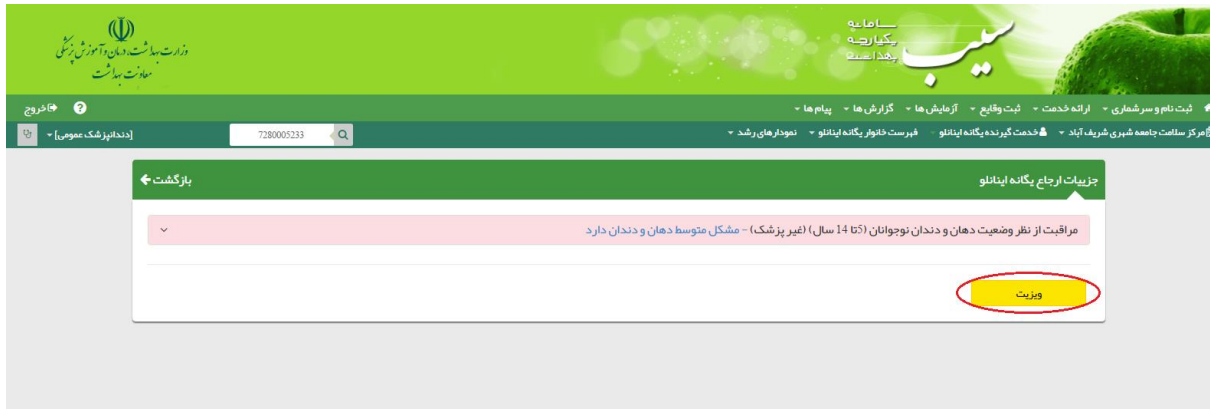 وزارت بهداشت، درمان و آموزش پزشکی
معاونت بهداشت
سامانه
یکپارچه
بهداشت
سیب
ثبت نام و سرشماری
ارائه خدمت
ثبت وقایع
آزمایش ها
گزارش ها
پیام ها
خروج
مرکز سلامت جامعه شهری شریف آباد
خدمت گیرنده یگانه اینانلو
فهرست خانوار یگانه اینانلو
نمودارهای رشد
7280005233
[دندانپزشک عمومی]
جزییات ارجاع یگانه اینانلو
بازگشت
مراقبت از نظر وضعیت دهان و دندان نوجوانان (5تا 14 سال) (غیر پزشک) - مشکل متوسط دهان و دندان دارد
ویزیت